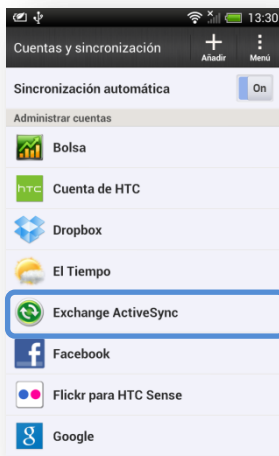 13:30
Cuentas y sincronización
Añadir
Menú
Sincronización automática
On
Administrar cuentas
Bolsa
hTC
Cuenta de HTC
Dropbox
El Tiempo
Exchange ActiveSync
f
Facebook
Flickr para HTC Sense
8
Google